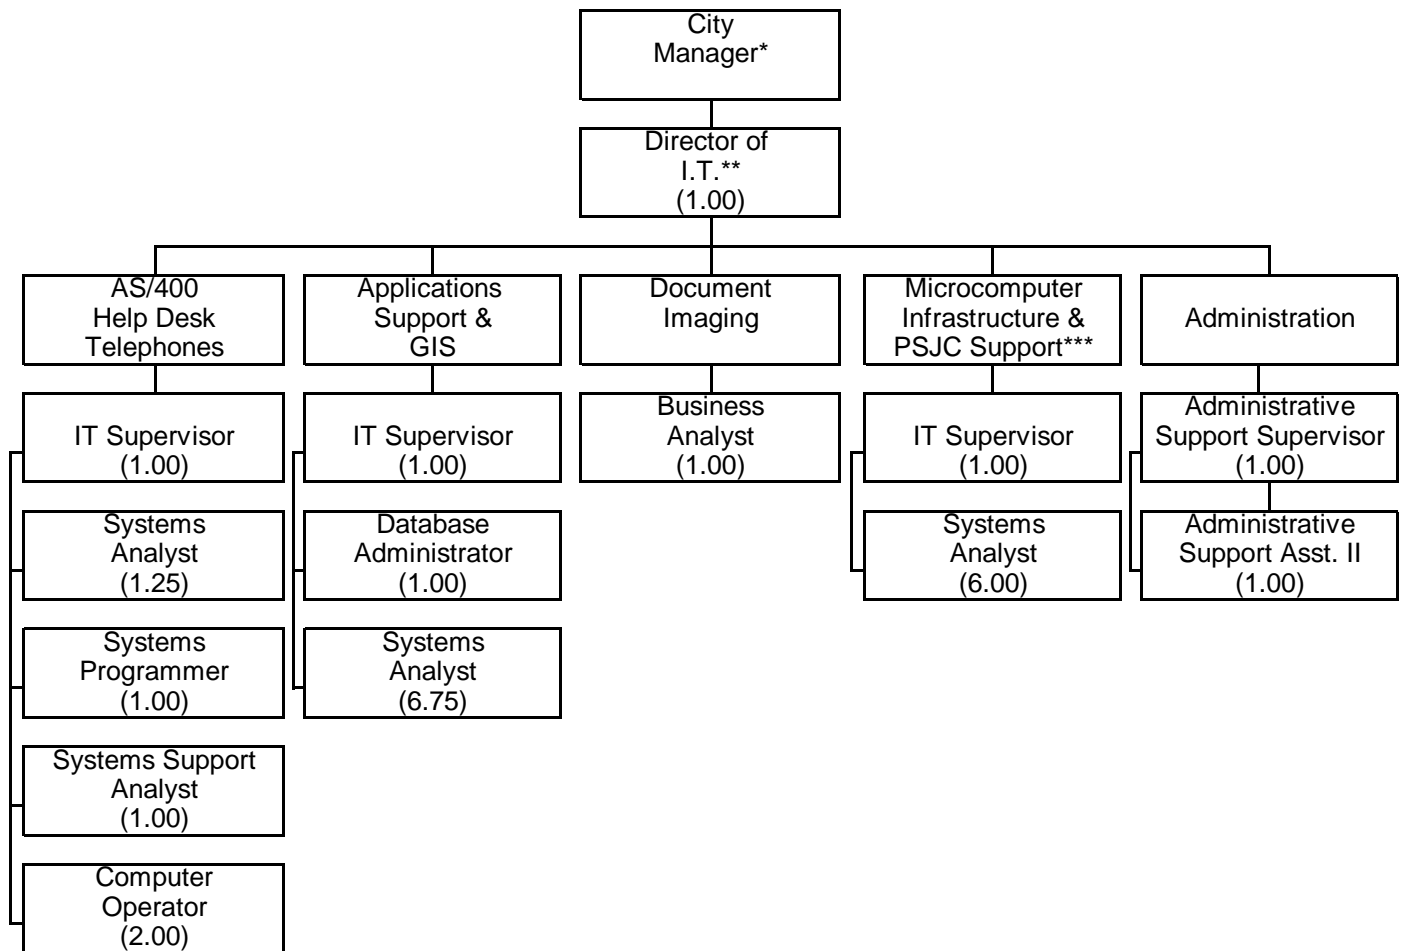 City
Manager*
Director of
I.T.**
(1.00)
AS/400
Help Desk
Telephones
Applications
Support &
GIS
Document
Imaging
Microcomputer
Infrastructure &
PSJC Support***
Administration
IT Supervisor
(1.00)
IT Supervisor
(1.00)
Business
Analyst
(1.00)
IT Supervisor
(1.00)
Administrative
Support Supervisor
(1.00)
Systems
Analyst
(1.25)
Database
Administrator
(1.00)
Systems
Analyst
(6.00)
Administrative
Support Asst. II
(1.00)
Systems
Programmer
(1.00)
Systems
Analyst
(6.75)
Systems Support
Analyst
(1.00)
Computer
Operator
(2.00)